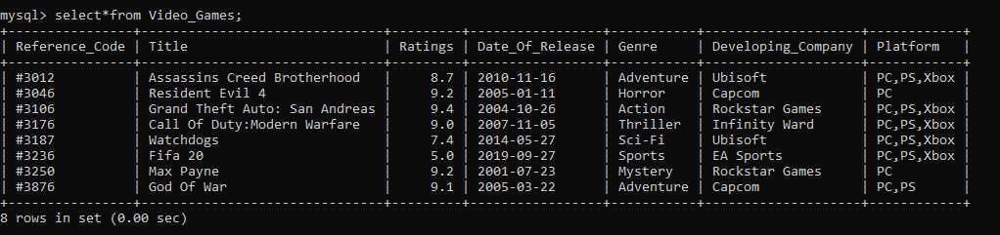 mysql> select*from Video_Games;
+----------------+-------------------------------+---------+-----------------+-----------+--------------------+------------+
| Reference_Code | Title                         | Ratings | Date_Of_Release | Genre     | Developing_Company | Platform   |
+----------------+-------------------------------+---------+-----------------+-----------+--------------------+------------+
| #3012          | Assassins Creed Brotherhood   |     8.7 | 2010-11-16      | Adventure | Ubisoft            | PC,PS,Xbox |
| #3046          | Resident Evil 4               |     9.2 | 2005-01-11      | Horror    | Capcom             | PC         |
| #3106          | Grand Theft Auto: San Andreas |     9.4 | 2004-10-26      | Action    | Rockstar Games     | PC,PS,Xbox |
| #3176          | Call Of Duty:Modern Warfare   |     9.0 | 2007-11-05      | Thriller  | Infinity Ward      | PC,PS,Xbox |
| #3187          | Watchdogs                     |     7.4 | 2014-05-27      | Sci-Fi    | Ubisoft            | PC,PS,Xbox |
| #3236          | Fifa 20                       |     5.0 | 2019-09-27      | Sports    | EA Sports          | PC,PS,Xbox |
| #3250          | Max Payne                     |     9.2 | 2001-07-23      | Mystery   | Rockstar Games     | PC         |
| #3876          | God Of War                    |     9.1 | 2005-03-22      | Adventure | Capcom             | PC,PS      |
+----------------+-------------------------------+---------+-----------------+-----------+--------------------+------------+
8 rows in set (0.00 sec)